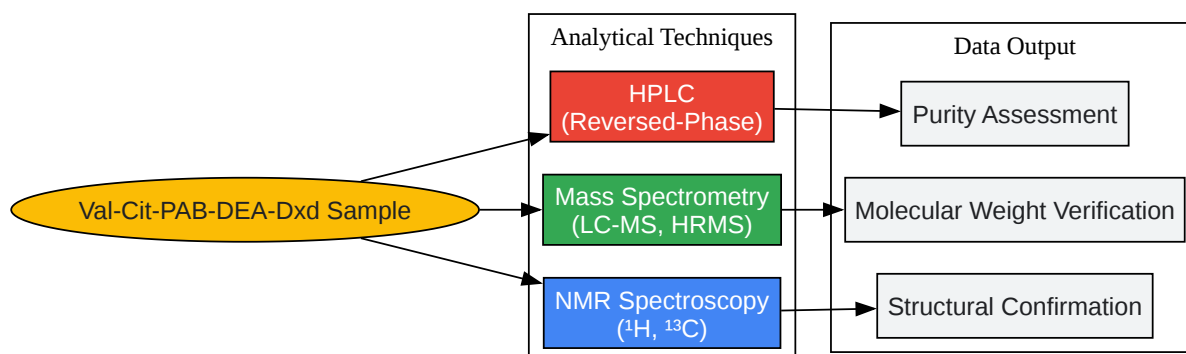 Analytical Techniques
Data Output
HPLC
(Reversed-Phase)
Purity Assessment
Val-Cit-PAB-DEA-Dxd Sample
Mass Spectrometry
(LC-MS, HRMS)
Molecular Weight Verification
NMR Spectroscopy
(¹H, ¹³C)
Structural Confirmation